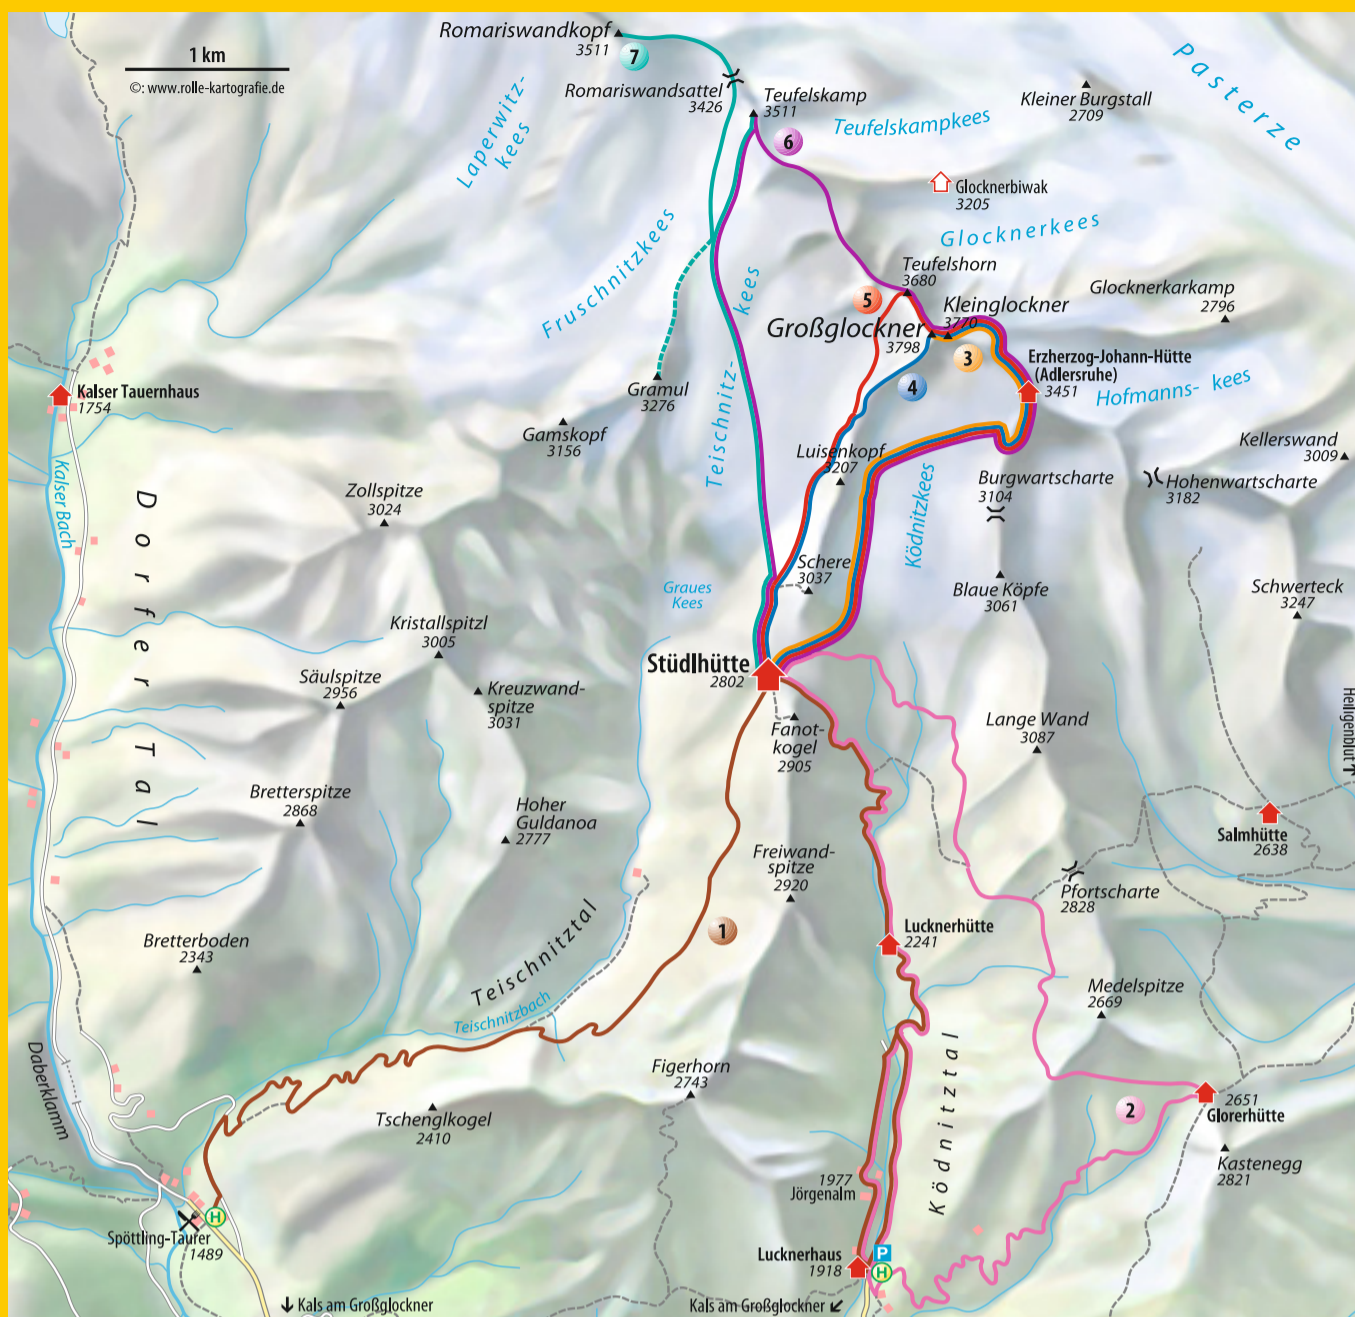 Romariswandkopf
3511
7
1 km
©: www.rolle-kartografie.de
Romariswandsattel
3426
Teufelskamp
3511
Kleiner Burgstall
2709
Pasterze
Teufelskampkees
6
Laperwitz-
kees
Glocknerbiwak
3205
Glocknerkees
Fruschnitzkees
Teufelshorn
3680
5
Kleinglockner
3770
Großglockner
3798
3
4
Glocknerkarkamp
2796
Erzherzog-Johann-Hütte
(Adlersruhe)
3451
Hofmanns- kees
Teischnitz-
kees
Gramul
3276
Kalser Tauernhaus
1754
Gamskopf
3156
Luisenkopf
3207
Kellerswand
3009
Burgwartscharte
3104
Hohenwartscharte
3182
Zollspitze
3024
Kalser Bach
Dorfer Tal
Ködnitzkees
Schere
3037
Graues
Kees
Blaue Köpfe
3061
Schwerteck
3247
Kristallspitzl
3005
Stüdlhütte
2802
Säulspitze
2956
Kreuzwand-
spitze
3031
Fanot-
kogel
2905
Lange Wand
3087
Heiligenblut ↑
Bretterspitze
2868
Hoher
Guldanoa
2777
Salmhütte
2638
Freiwand-
spitze
2920
Pfortscharte
2828
1
Lucknerhütte
2241
Bretterboden
2343
Teischnitztal
Teischnitzbach
Medelspitze
2669
Daberklamm
Figerhorn
2743
Ködnitztal
Tschenglkogel
2410
2
2651
Glorerhütte
Kastenegg
2821
1977
Jörgenalm
H
Spöttling-Taurer
1489
Lucknerhaus
1918
P
H
↓ Kals am Großglockner
Kals am Großglockner ↙